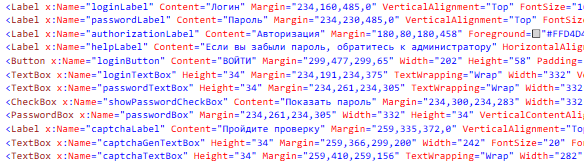 <Label x:Name="loginLabel" Content="Логин" Margin="234,160,485,0" VerticalAlignment="Top" FontSize="1
<Label x:Name="passwordLabel" Content="Пароль" Margin="234,230,485,0" VerticalAlignment="Top" FontSize
<Label x:Name="authorizationLabel" Content="Авторизация" Margin="180,80,180,458" Foreground="#FFD4D4
<Label x:Name="helpLabel" Content="Если вы забыли пароль, обратитесь к администратору" HorizontalAlign
<Button x:Name="loginButton" Content="ВОЙТИ" Margin="299,477,299,65" Width="202" Height="58" Padding=
<TextBox x:Name="loginTextBox" Height="34" Margin="234,191,234,375" TextWrapping="Wrap" Width="332" V
<TextBox x:Name="passwordTextBox" Height="34" Margin="234,261,234,305" TextWrapping="Wrap" Width="332
<CheckBox x:Name="showPasswordCheckBox" Content="Показать пароль" Margin="234,300,234,283" Width="332
<PasswordBox x:Name="passwordBox" Margin="234,261,234,305" Width="332" Height="34" VerticalContentAlig
<Label x:Name="captchaLabel" Content="Пройдите проверку" Margin="259,335,372,0" VerticalAlignment="To
<TextBox x:Name="captchaGenTextBox" Height="34" Margin="259,366,299,200" Width="242" FontSize="20" Fo
<TextBox x:Name="captchaTextBox" Height="34" Margin="259,410,259,156" TextWrapping="Wrap" Width="28